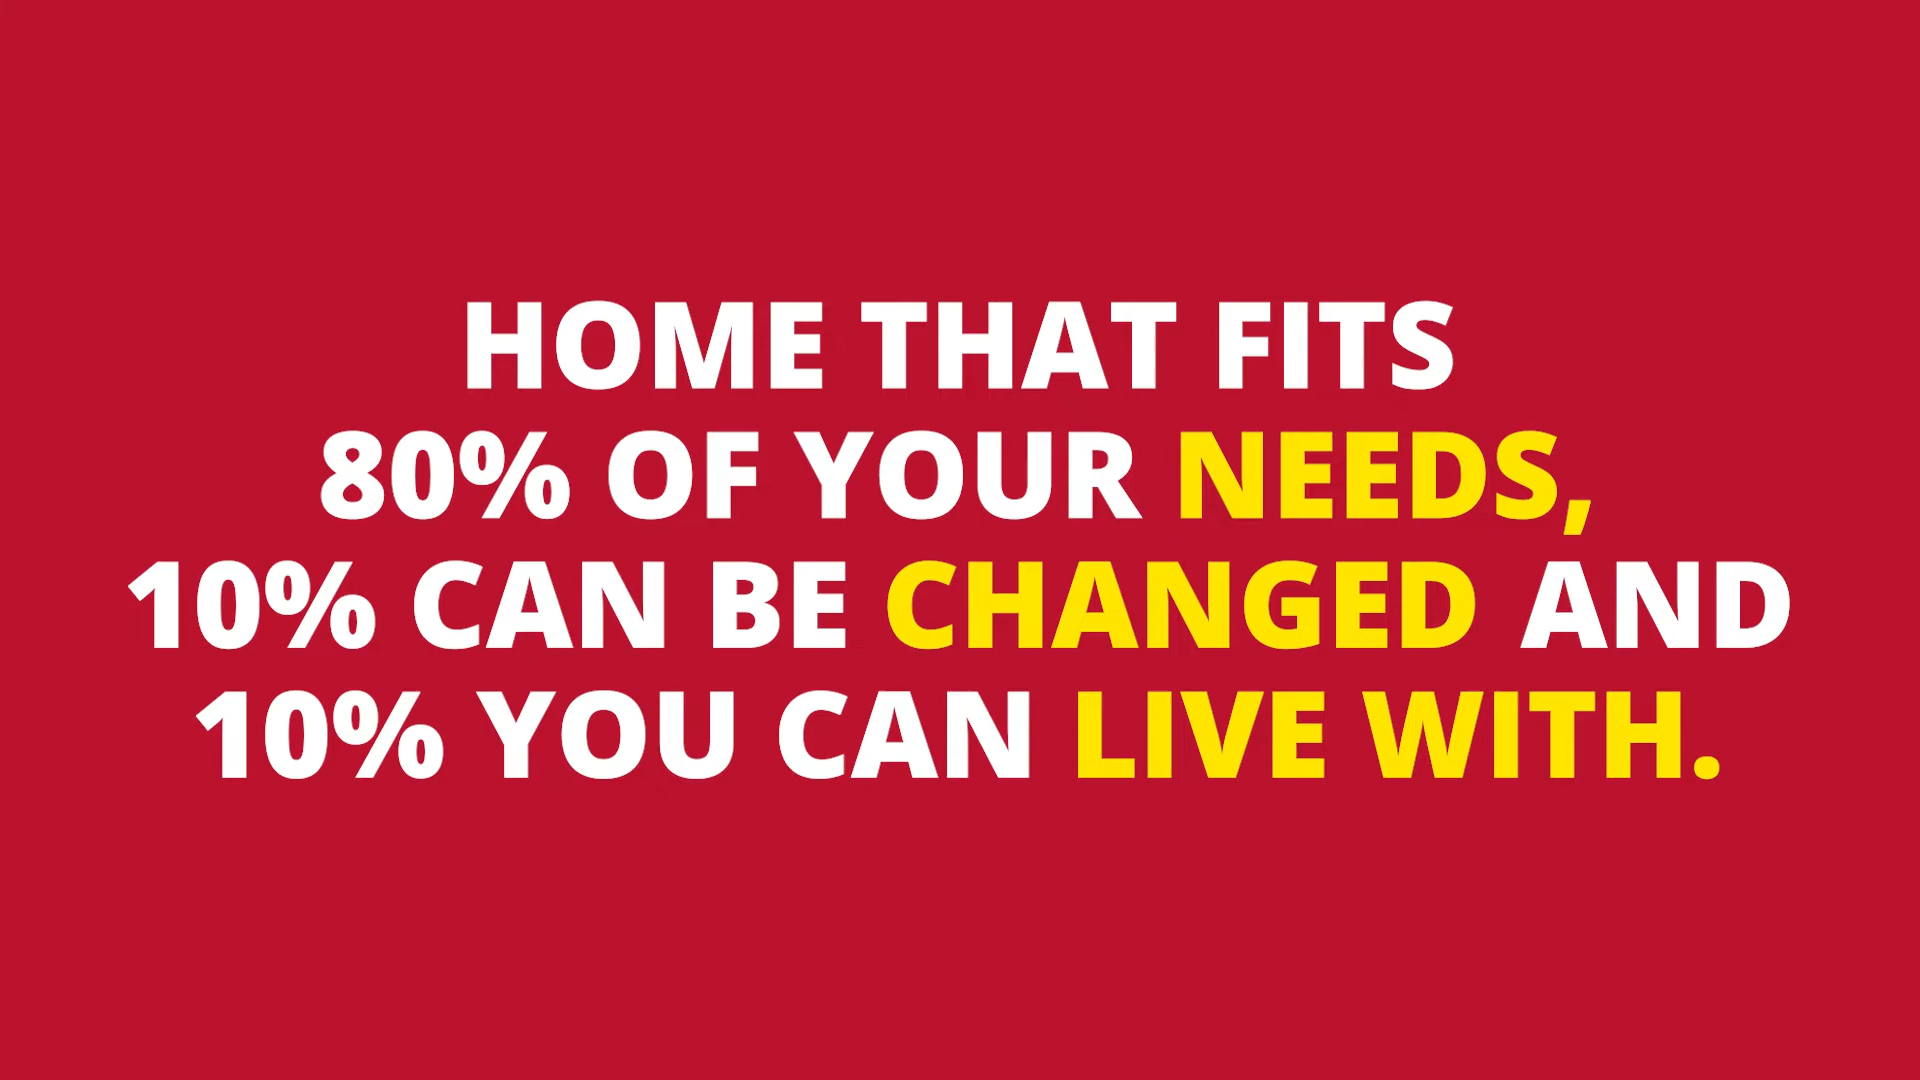 HOME THAT FITS
80% OF YOUR NEEDS,
10% CAN BE CHANGED AND
10% YOU CAN LIVE WITH.